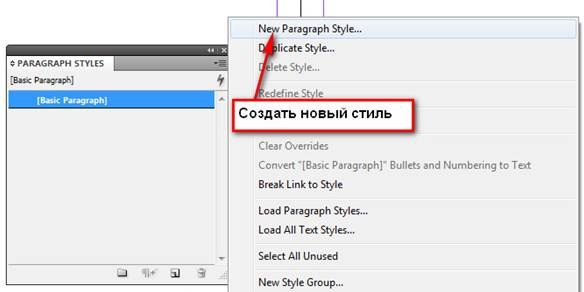 PARAGRAPH STYLES
[Basic Paragraph]
[Basic Paragraph]
New Paragraph Style...
Duplicate Style...
Delete Style...
Redefine Style
Создать новый стиль
Clear Overrides
Convert "[Basic Paragraph]" Bullets and Numbering to Text
Break Link to Style
Load Paragraph Styles...
Load All Text Styles...
Select All Unused
New Style Group...